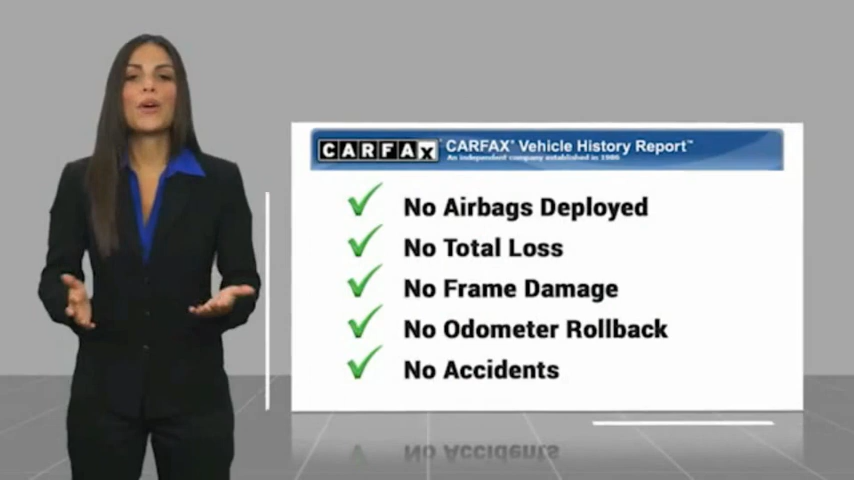 CARFAX CARFAX® Vehicle History Report™
An independent company established in 1986
No Airbags Deployed
No Total Loss
No Frame Damage
No Odometer Rollback
No Accidents
No Accidents